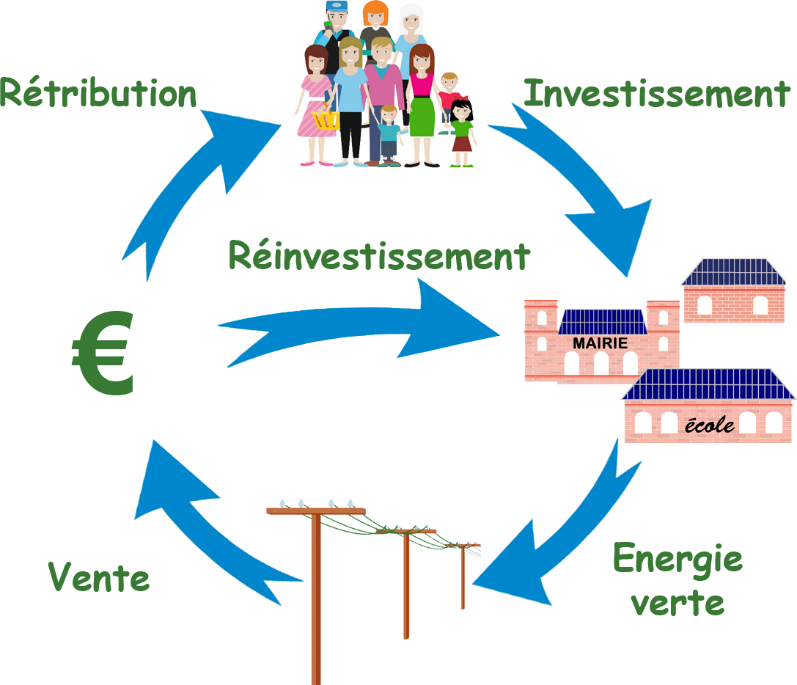 Rétribution
Investissement
Réinvestissement
€
MAIRIE
école
Vente
Energie
verte